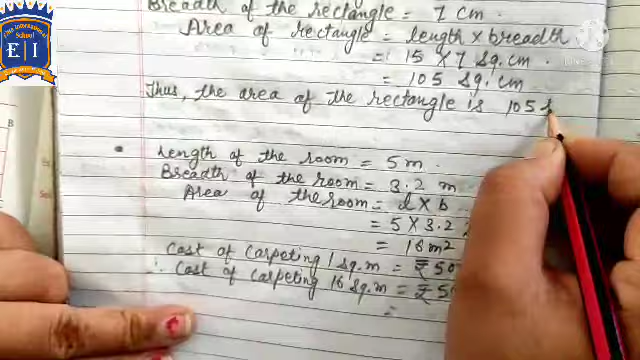 Elite International
School
E I
Breadth of the rectangle = 7 cm.
Area of rectangle = length × breadth
= 15 × 7 Sq. cm.
= 105 Sq. cm
Thus, the area of the rectangle is 105 s
Length of the room = 5 m.
Breadth of the room = 3.2 m
Area of the room = l × b
= 5 × 3.2
= 16 m2
Cost of Carpeting 1 sq. m = ₹ 50
∴ Cost of Carpeting 16 sq. m = ₹ 5
=